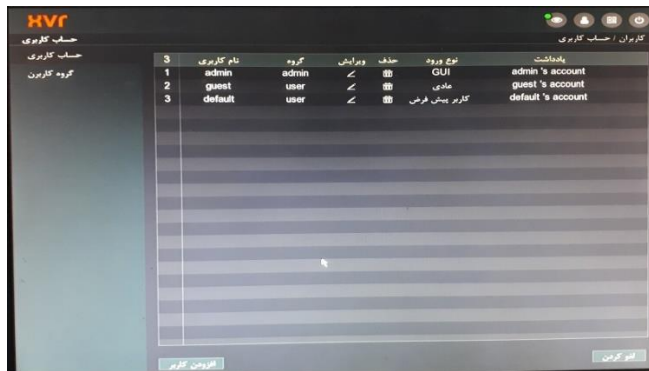 XVR
حساب کاربری
کاربران / حساب کاربری
حساب کاربری
گروه کاربرن
3 نام کاربری گروه ویرایش حذف نوع ورود یادداشت
1 admin admin GUI admin 's account
2 guest user عادی guest 's account
3 default user کاربر پیش فرض default 's account
افزودن کاربر
لغو کردن